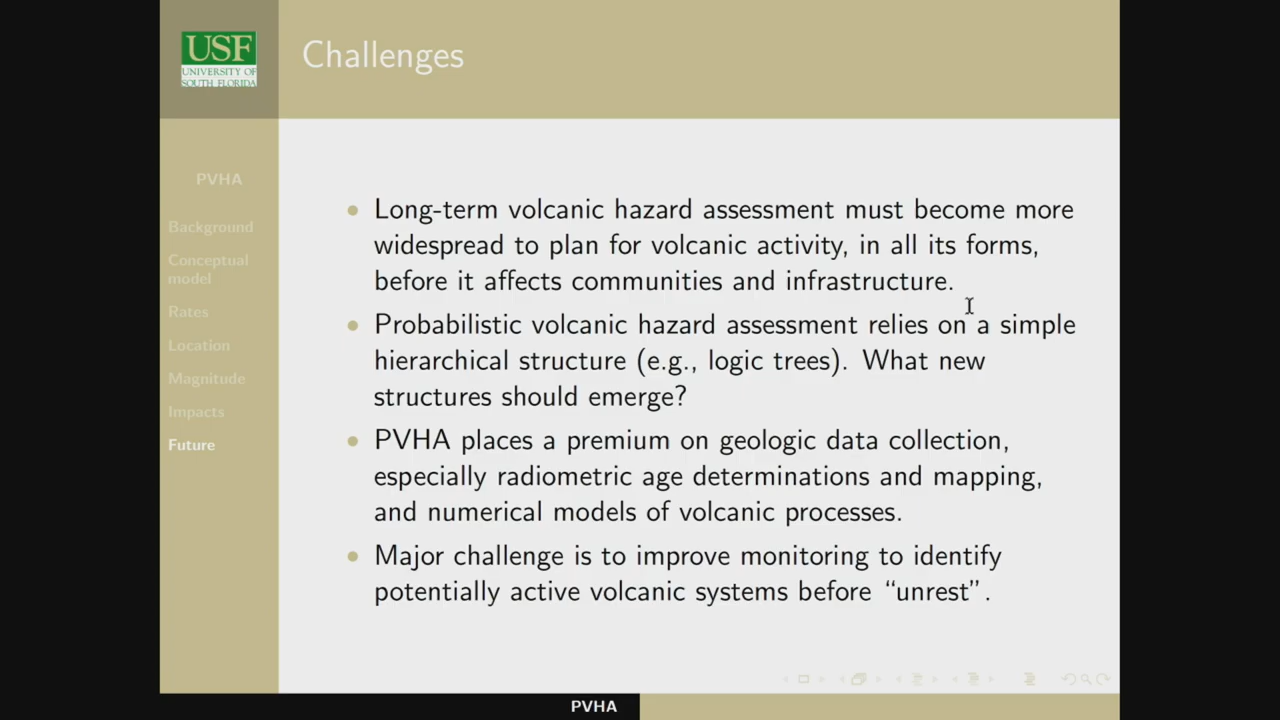 USF
UNIVERSITY OF
SOUTH FLORIDA
Challenges
PVHA
Background
Conceptual
model
Rates
Location
Magnitude
Impacts
Future
• Long-term volcanic hazard assessment must become more
widespread to plan for volcanic activity, in all its forms,
before it affects communities and infrastructure.
• Probabilistic volcanic hazard assessment relies on a simple
hierarchical structure (e.g., logic trees). What new
structures should emerge?
• PVHA places a premium on geologic data collection,
especially radiometric age determinations and mapping,
and numerical models of volcanic processes.
• Major challenge is to improve monitoring to identify
potentially active volcanic systems before “unrest”.
PVHA